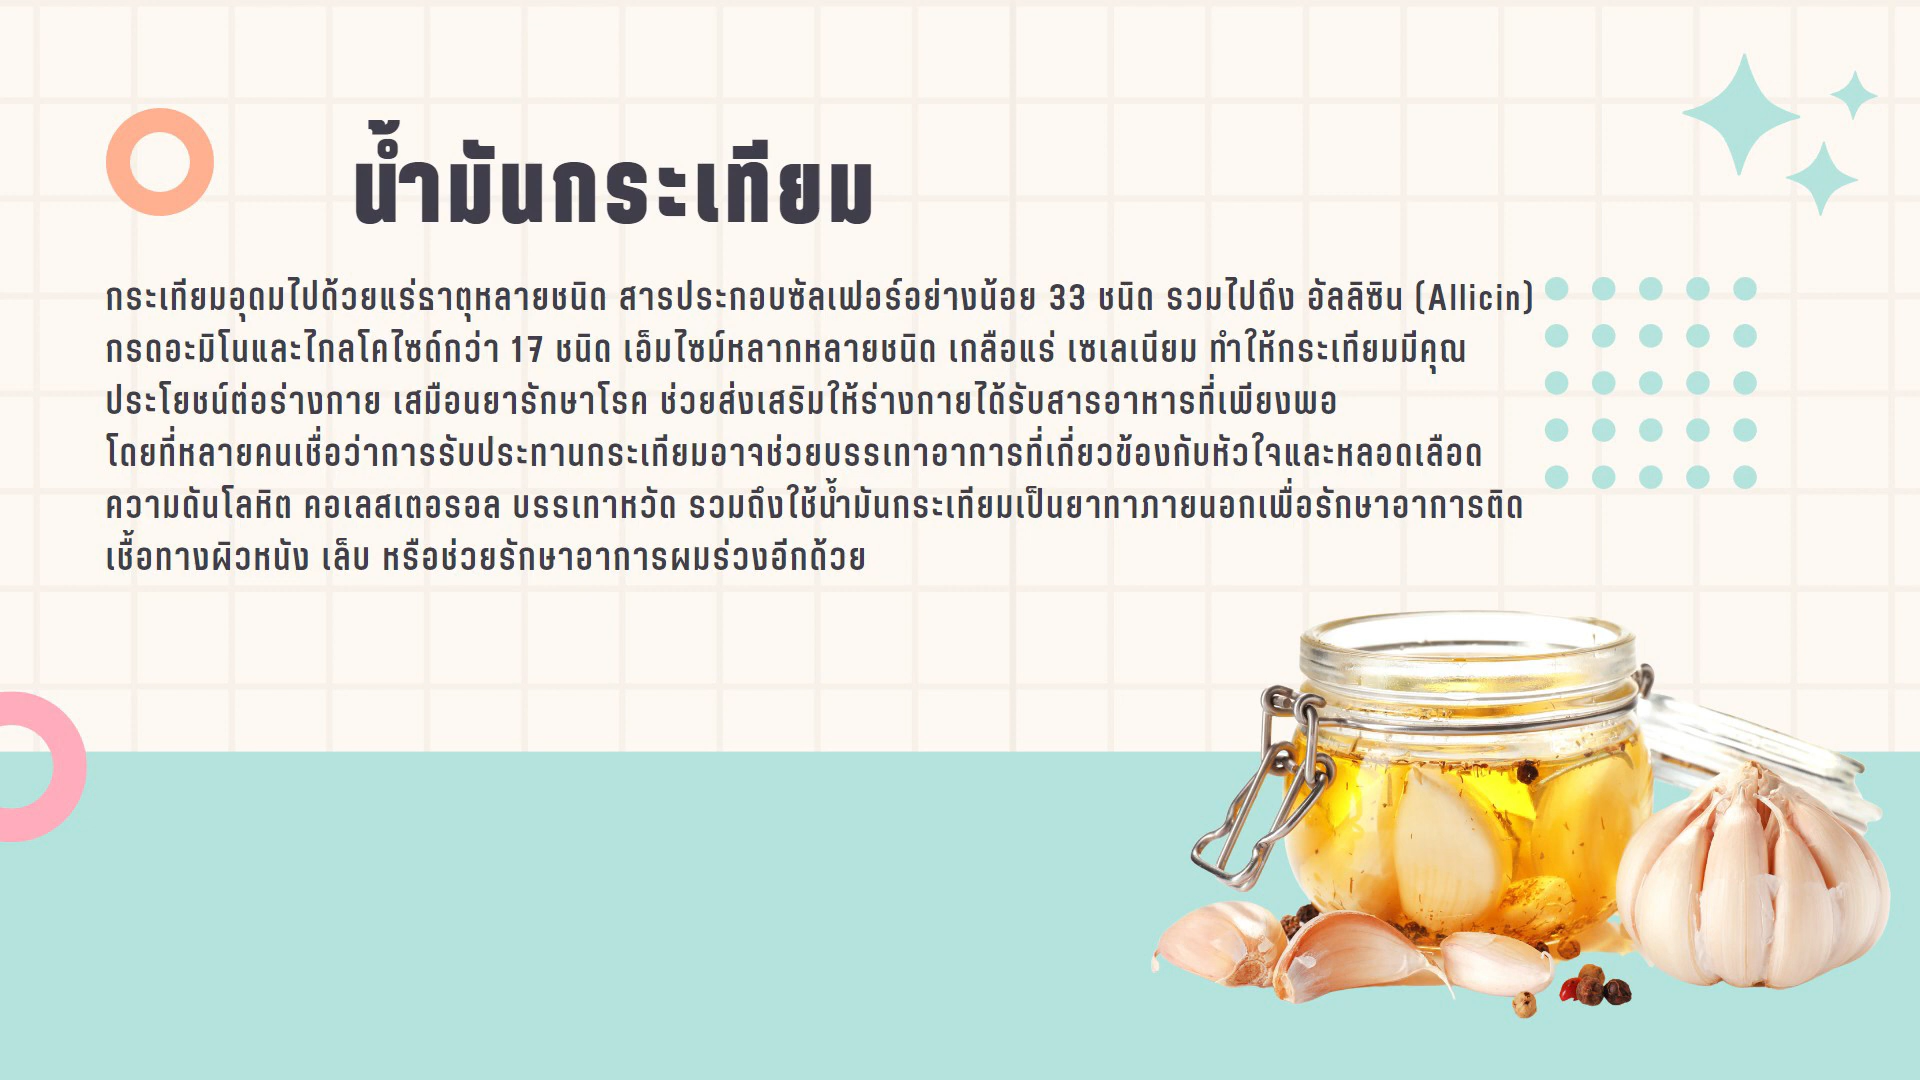 น้ำมันกระเทียม
กระเทียมอุดมไปด้วยแร่ธาตุหลายชนิด สารประกอบซัลเฟอร์อย่างน้อย 33 ชนิด รวมไปถึง อัลลิซิน (Allicin)
กรดอะมิโนและไกลโคไซด์กว่า 17 ชนิด เอ็มไซม์หลากหลายชนิด เกลือแร่ เซเลเนียม ทำให้กระเทียมมีคุณ
ประโยชน์ต่อร่างกาย เสมือนยารักษาโรค ช่วยส่งเสริมให้ร่างกายได้รับสารอาหารที่เพียงพอ
โดยที่หลายคนเชื่อว่าการรับประทานกระเทียมอาจช่วยบรรเทาอาการที่เกี่ยวข้องกับหัวใจและหลอดเลือด
ความดันโลหิต คอเลสเตอรอล บรรเทาหวัด รวมถึงใช้น้ำมันกระเทียมเป็นยาทาภายนอกเพื่อรักษาอาการติด
เชื้อทางผิวหนัง เล็บ หรือช่วยรักษาอาการผมร่วงอีกด้วย